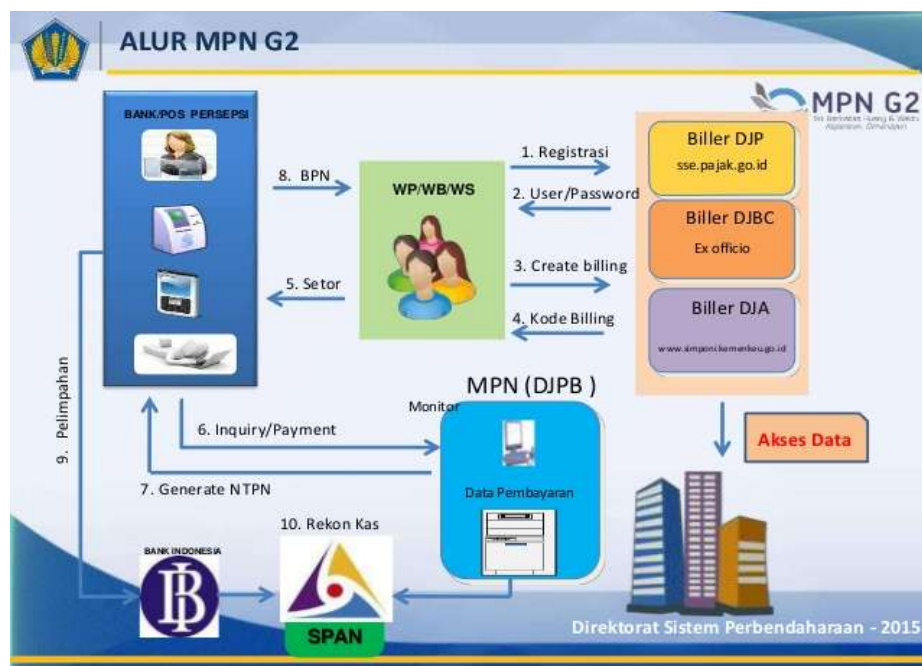 ALUR MPN G2
BANK/POS PERSEPSI
MPN G2
Biller DJP
sse.pajak.go.id
1. Registrasi
8. BPN
WP/WB/WS
2. User/Password
Biller DJBC
Ex officio
3. Create billing
5. Setor
4. Kode Billing
Biller DJA
www.simponi.kemenkeu.go.id
MPN (DJPB )
Monitor
9. Pelimpahan
6. Inquiry/Payment
Akses Data
7. Generate NTPN
Data Pembayaran
10. Rekon Kas
BANK INDONESIA
SPAN
Direktorat Sistem Perbendaharaan - 2015